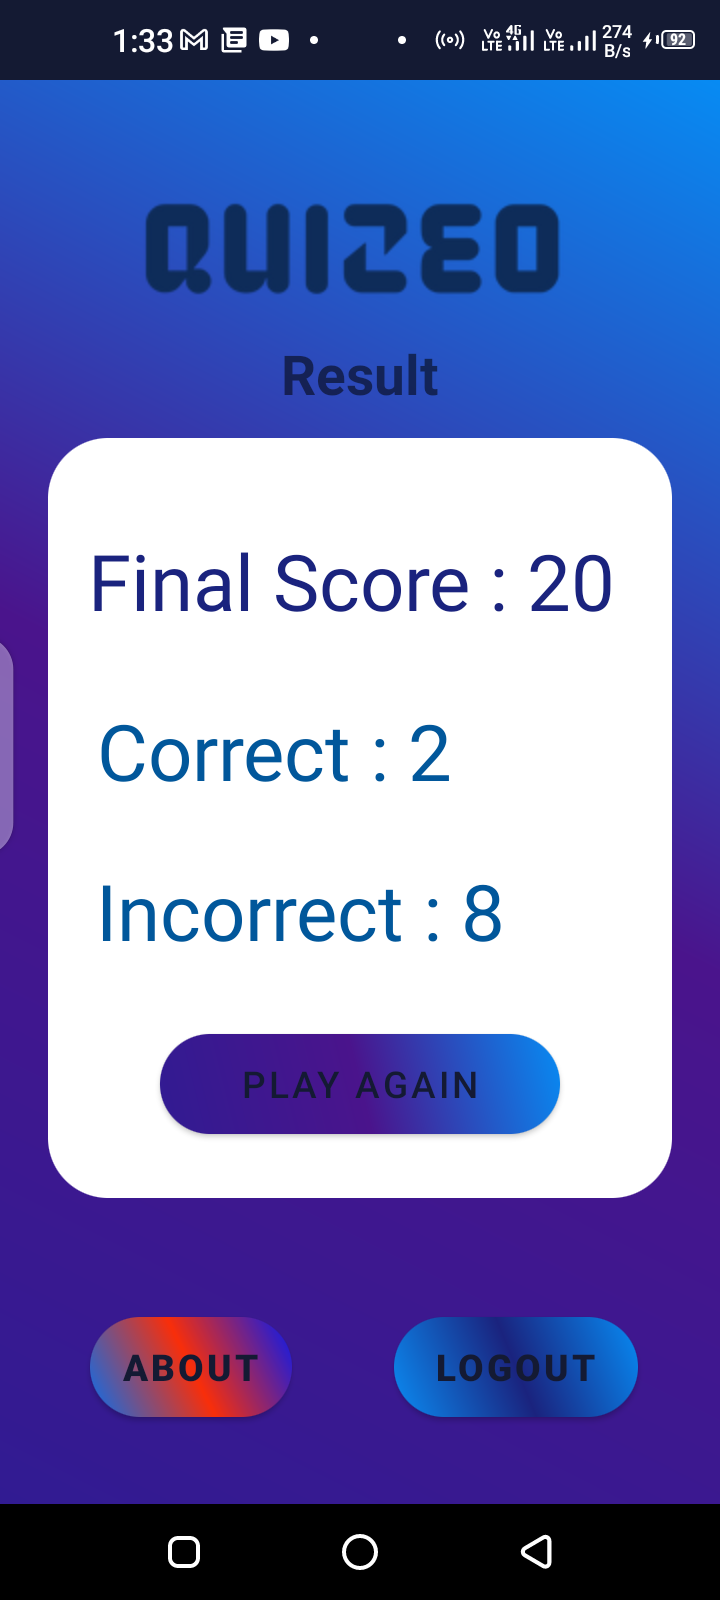 1:33 Vo LTE 4G Vo LTE 274 B/s 92
QUIZEO
Result
Final Score : 20
Correct : 2
Incorrect : 8
PLAY AGAIN
ABOUT LOGOUT